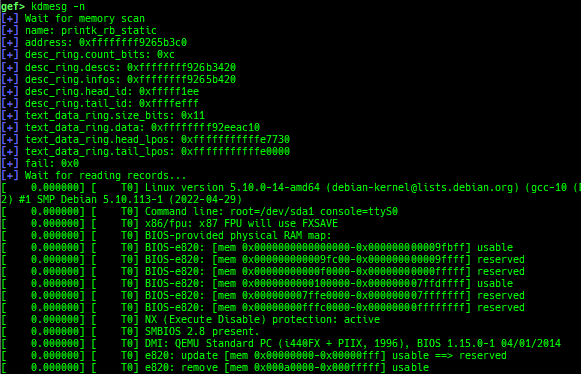 gef> kdmesg -n
[+] Wait for memory scan
[+] name: printk_rb_static
[+] address: 0xffffffff9265b3c0
[+] desc_ring.count_bits: 0xc
[+] desc_ring.descs: 0xffffffff926b3420
[+] desc_ring.infos: 0xffffffff9265b420
[+] desc_ring.head_id: 0xfffff1ee
[+] desc_ring.tail_id: 0xffffefff
[+] text_data_ring.size_bits: 0x11
[+] text_data_ring.data: 0xffffffff92eeac10
[+] text_data_ring.head_lpos: 0xfffffffffffe7730
[+] text_data_ring.tail_lpos: 0xfffffffffffe0000
[+] fail: 0x0
[+] Wait for reading records...
[    0.000000] [    T0] Linux version 5.10.0-14-amd64 (debian-kernel@lists.debian.org) (gcc-10 (D
2) #1 SMP Debian 5.10.113-1 (2022-04-29)
[    0.000000] [    T0] Command line: root=/dev/sda1 console=ttyS0
[    0.000000] [    T0] x86/fpu: x87 FPU will use FXSAVE
[    0.000000] [    T0] BIOS-provided physical RAM map:
[    0.000000] [    T0] BIOS-e820: [mem 0x0000000000000000-0x000000000009fbff] usable
[    0.000000] [    T0] BIOS-e820: [mem 0x000000000009fc00-0x000000000009ffff] reserved
[    0.000000] [    T0] BIOS-e820: [mem 0x00000000000f0000-0x00000000000fffff] reserved
[    0.000000] [    T0] BIOS-e820: [mem 0x0000000000100000-0x0000000007ffdffff] usable
[    0.000000] [    T0] BIOS-e820: [mem 0x0000000007ffe0000-0x0000000007fffffff] reserved
[    0.000000] [    T0] BIOS-e820: [mem 0x00000000fffc0000-0x00000000ffffffff] reserved
[    0.000000] [    T0] NX (Execute Disable) protection: active
[    0.000000] [    T0] SMBIOS 2.8 present.
[    0.000000] [    T0] DMI: QEMU Standard PC (i440FX + PIIX, 1996), BIOS 1.15.0-1 04/01/2014
[    0.000000] [    T0] e820: update [mem 0x00000000-0x00000fff] usable ==> reserved
[    0.000000] [    T0] e820: remove [mem 0x000a0000-0x000fffff] usable